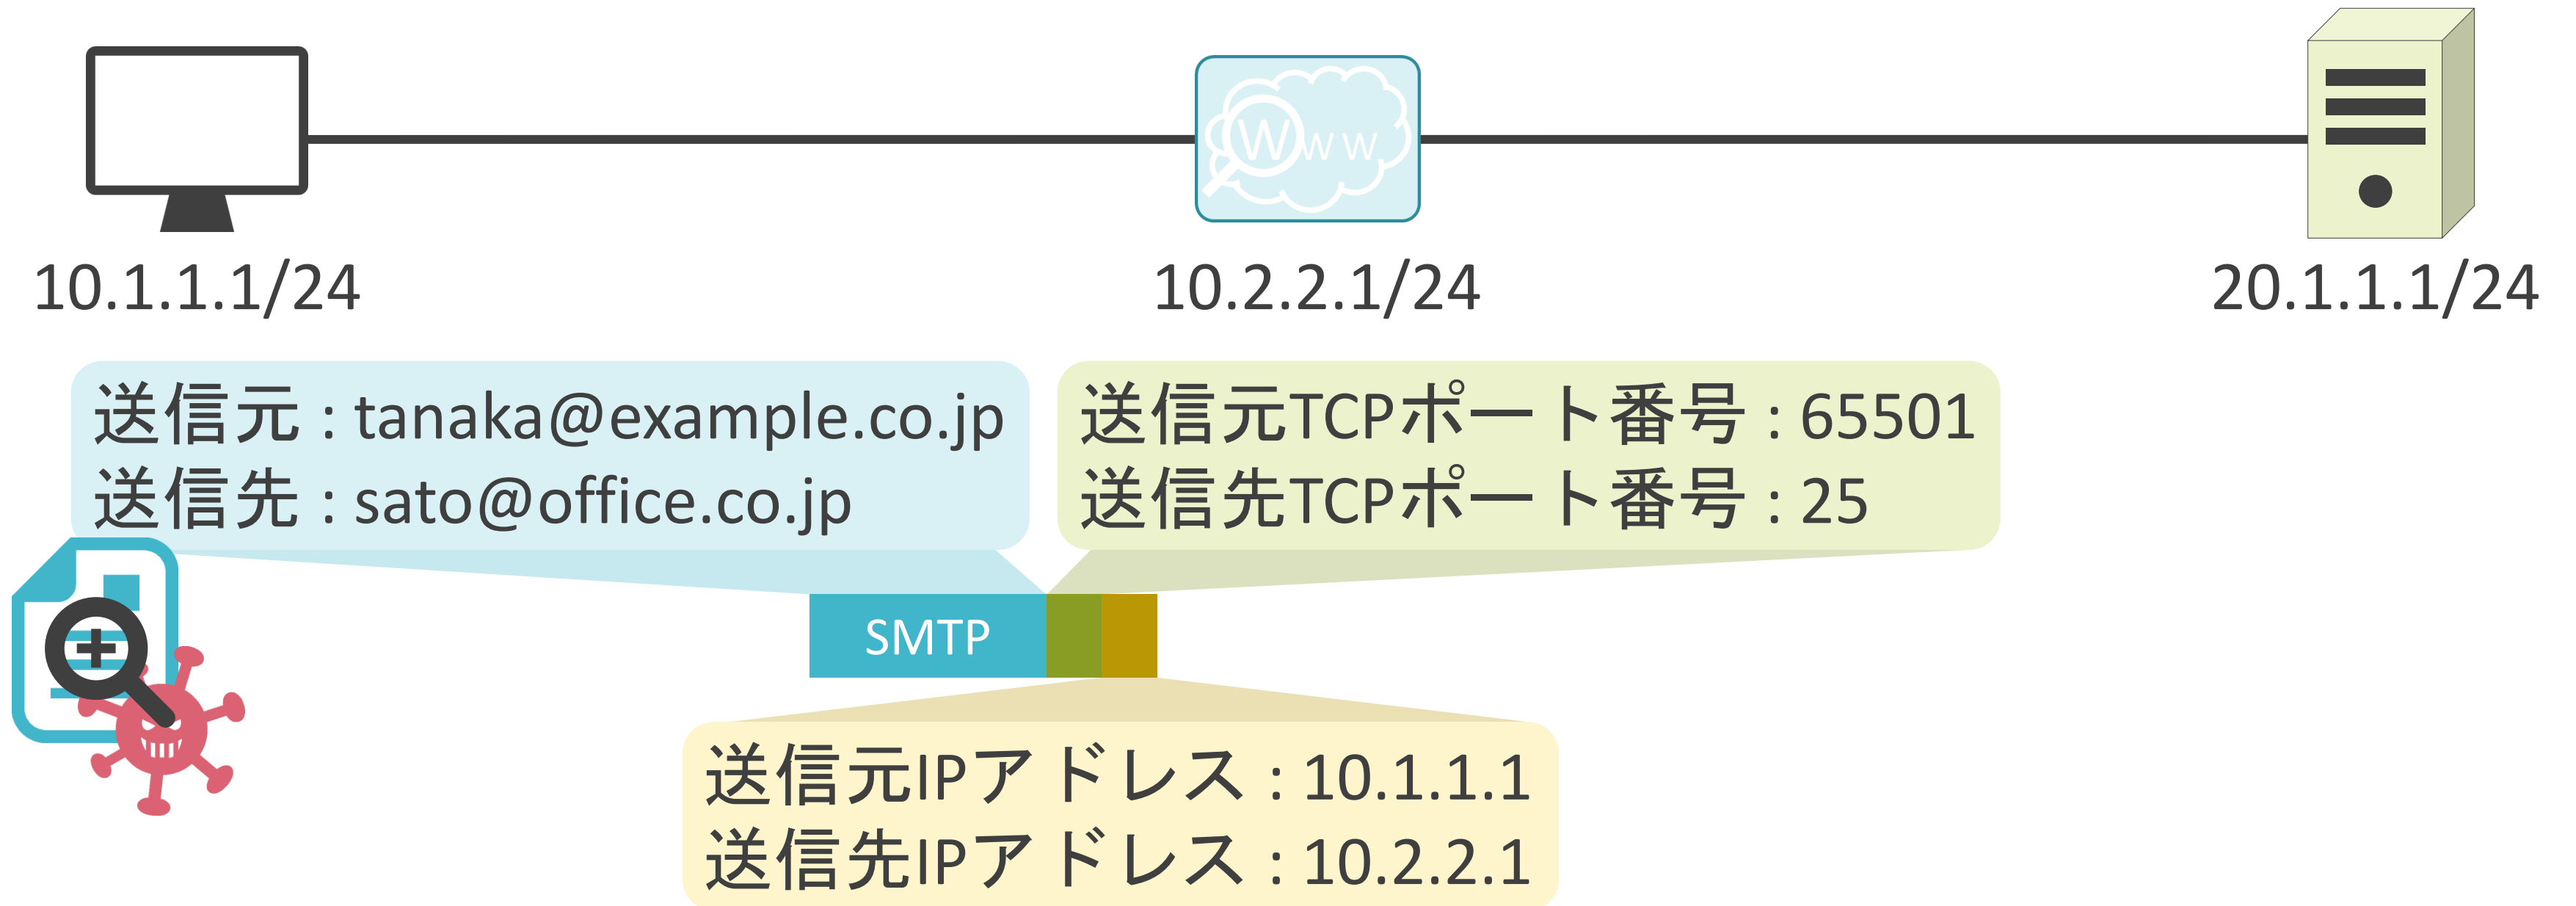 Www
10.1.1.1/24
10.2.2.1/24
20.1.1.1/24
送信元 : tanaka@example.co.jp
送信先 : sato@office.co.jp
送信元TCPポート番号 : 65501
送信先TCPポート番号 : 25
SMTP
送信元IPアドレス : 10.1.1.1
送信先IPアドレス : 10.2.2.1